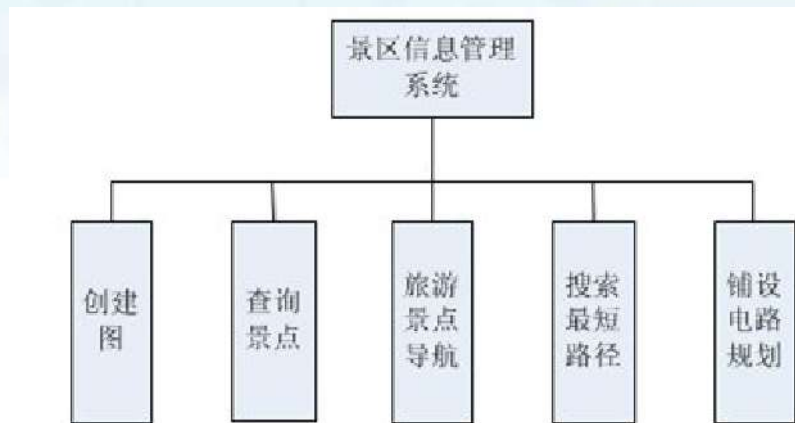 景区信息管理
系统
创建
图
查询
景点
旅游
景点
导航
搜索
最短
路径
铺设
电路
规划